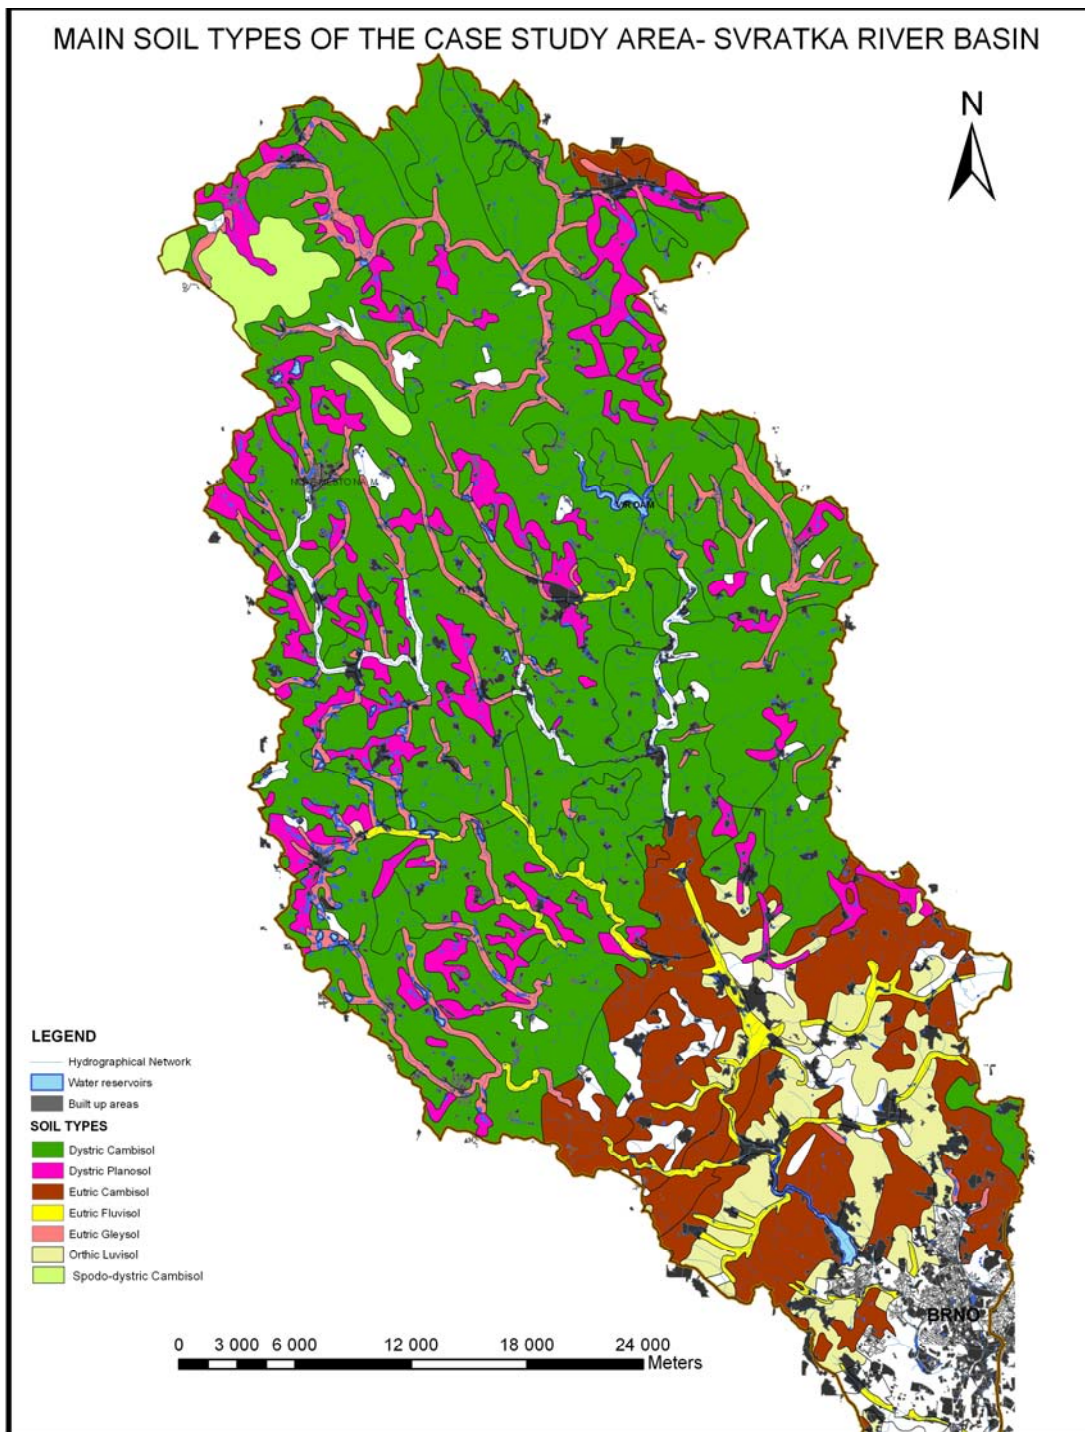 MAIN SOIL TYPES OF THE CASE STUDY AREA- SVRATKA RIVER BASIN
N
BRNO
LEGEND
Hydrographical Network
Water reservoirs
Built up areas
SOIL TYPES
Dystric Cambisol
Dystric Planosol
Eutric Cambisol
Eutric Fluvisol
Eutric Gleysol
Orthic Luvisol
Spodo-dystric Cambisol
0 3 000 6 000 12 000 18 000 24 000
Meters